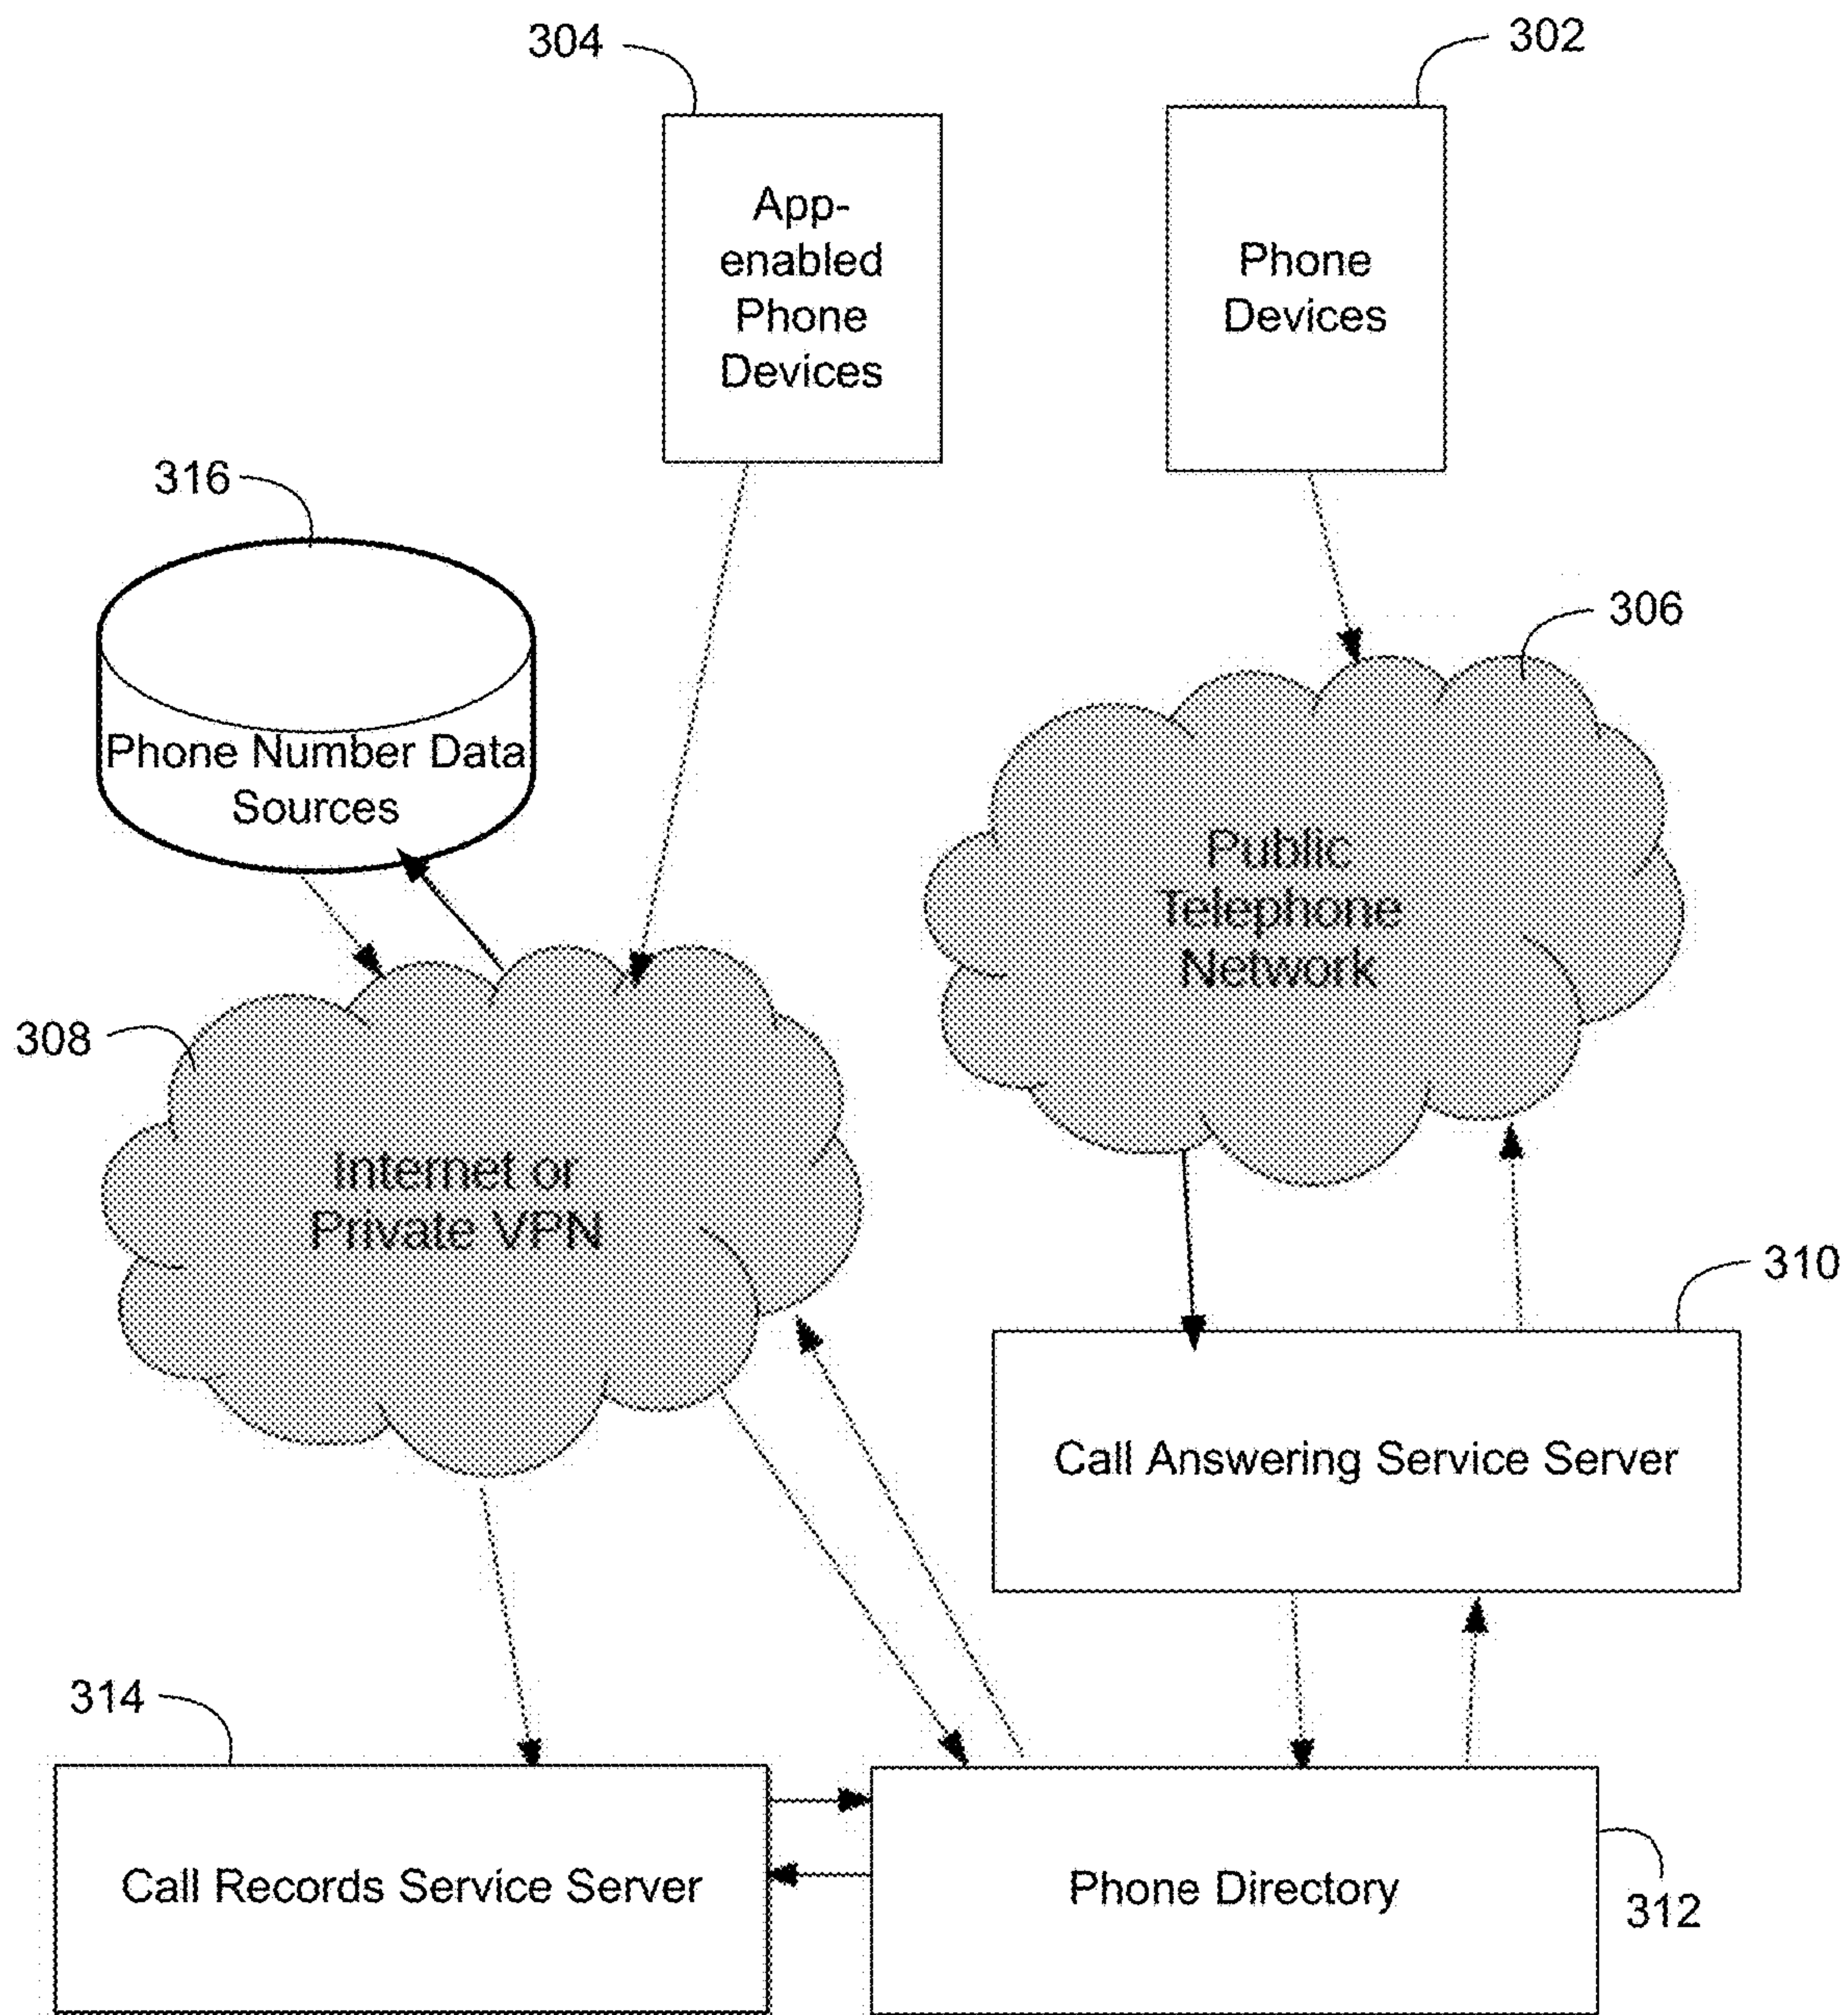 304
302
App-
enabled
Phone
Devices
Phone
Devices
316
306
Phone Number Data
Sources
Public
Telephone
Network
308
Internet or
Private VPN
310
Call Answering Service Server
314
Call Records Service Server
Phone Directory
312